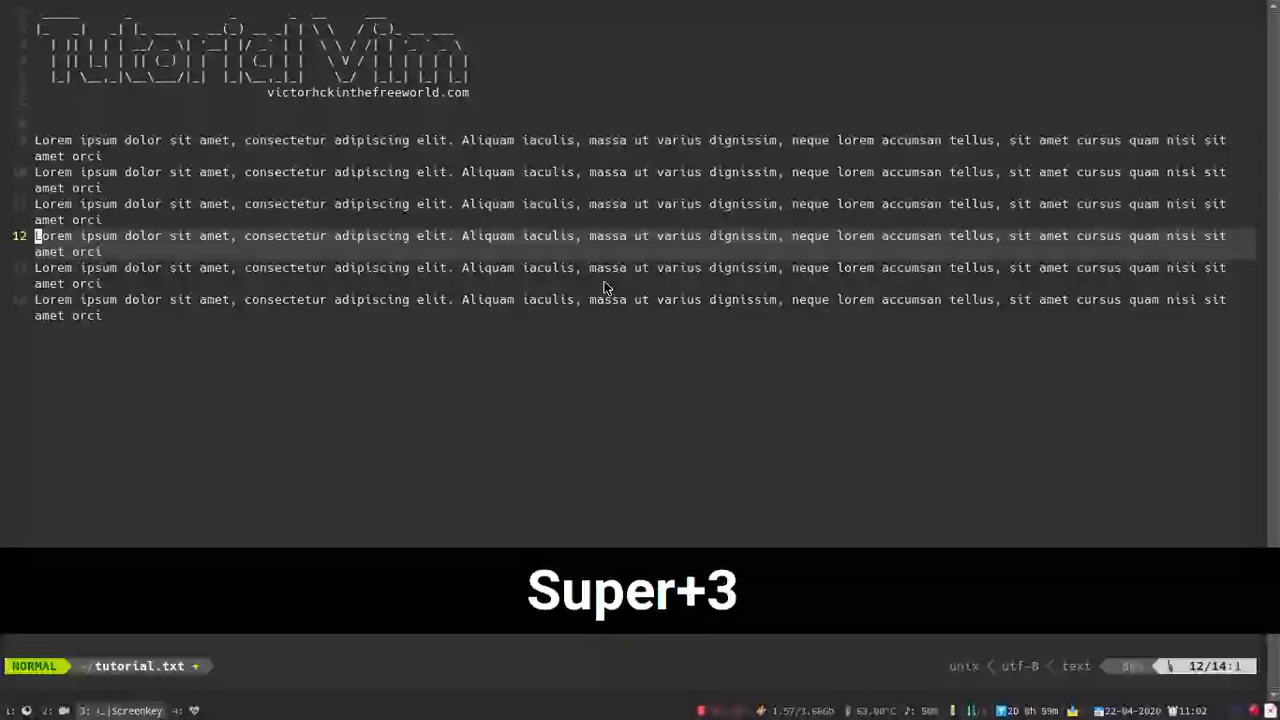 Tutorial Vim
victorhckinthefreeworld.com
Lorem ipsum dolor sit amet, consectetur adipiscing elit. Aliquam iaculis, massa ut varius dignissim, neque lorem accumsan tellus, sit amet cursus quam nisi sit
amet orci
Lorem ipsum dolor sit amet, consectetur adipiscing elit. Aliquam iaculis, massa ut varius dignissim, neque lorem accumsan tellus, sit amet cursus quam nisi sit
amet orci
Lorem ipsum dolor sit amet, consectetur adipiscing elit. Aliquam iaculis, massa ut varius dignissim, neque lorem accumsan tellus, sit amet cursus quam nisi sit
amet orci
12 Lorem ipsum dolor sit amet, consectetur adipiscing elit. Aliquam iaculis, massa ut varius dignissim, neque lorem accumsan tellus, sit amet cursus quam nisi sit
amet orci
Lorem ipsum dolor sit amet, consectetur adipiscing elit. Aliquam iaculis, massa ut varius dignissim, neque lorem accumsan tellus, sit amet cursus quam nisi sit
amet orci
Lorem ipsum dolor sit amet, consectetur adipiscing elit. Aliquam iaculis, massa ut varius dignissim, neque lorem accumsan tellus, sit amet cursus quam nisi sit
amet orci
Super+3
NORMAL ~/tutorial.txt + unix utf-8 text 12/14:1
1: 2: 3: Screenkey 4: 63.00°C 2D 0h 59m 22-04-2020 11:02